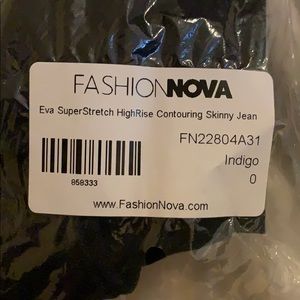 FASHIONNOVA
Eva SuperStretch HighRise Contouring Skinny Jean
FN22804A31
Indigo
0
858333
www.FashionNova.com